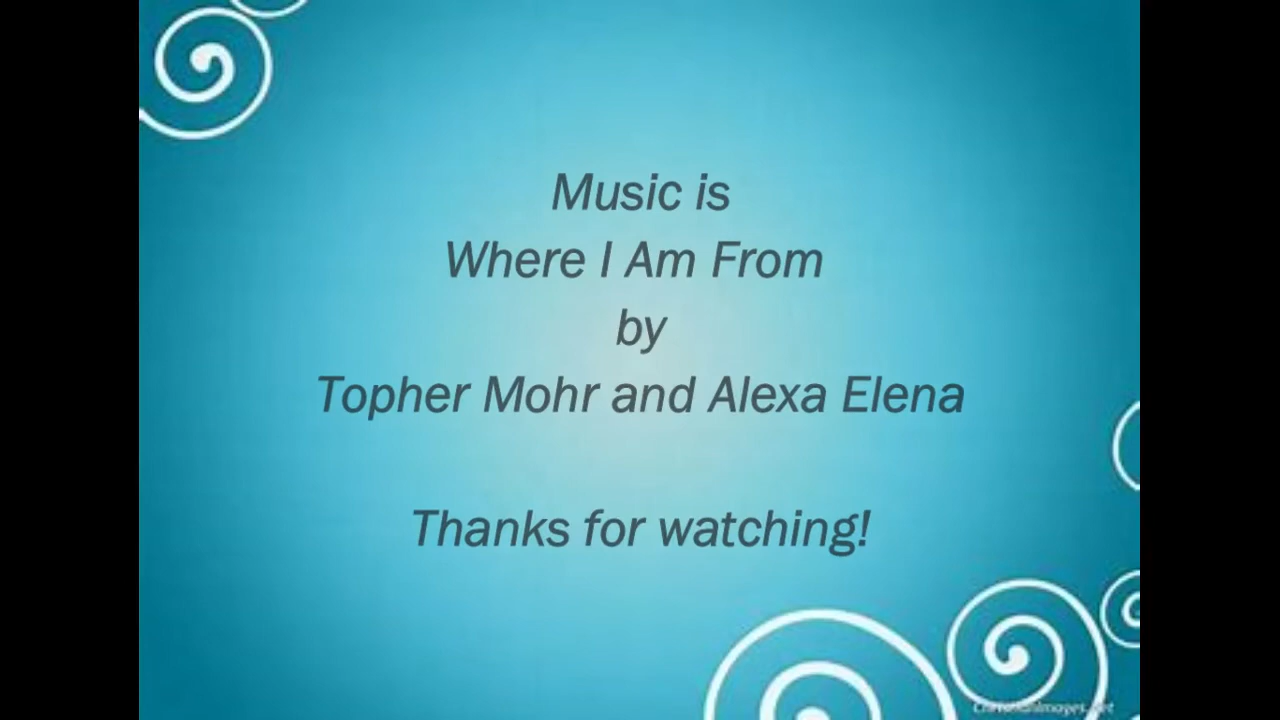 Music is
Where I Am From
by
Topher Mohr and Alexa Elena
Thanks for watching!